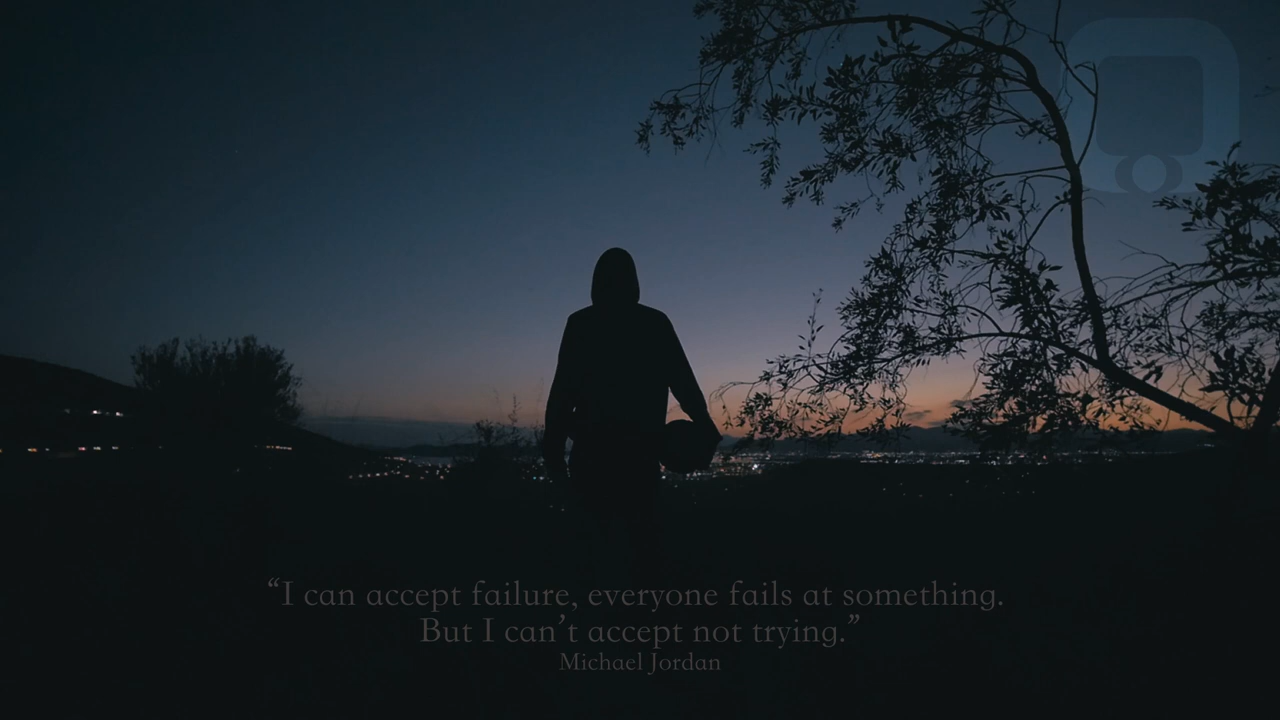 “I can accept failure, everyone fails at something.
But I can’t accept not trying.”
Michael Jordan